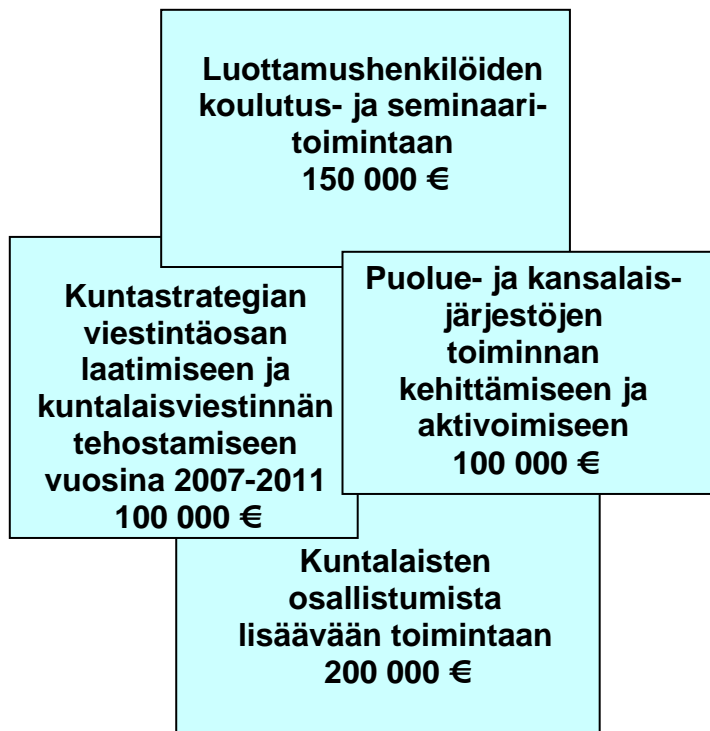 Luottamushenkilöiden
koulutus- ja seminaari-
toimintaan
150 000 €
Kuntastrategian
viestintäosan
laatimiseen ja
kuntalaisviestinnän
tehostamiseen
vuosina 2007-2011
100 000 €
Puolue- ja kansalais-
järjestöjen
toiminnan
kehittämiseen ja
aktivoimiseen
100 000 €
Kuntalaisten
osallistumista
lisäävään toimintaan
200 000 €